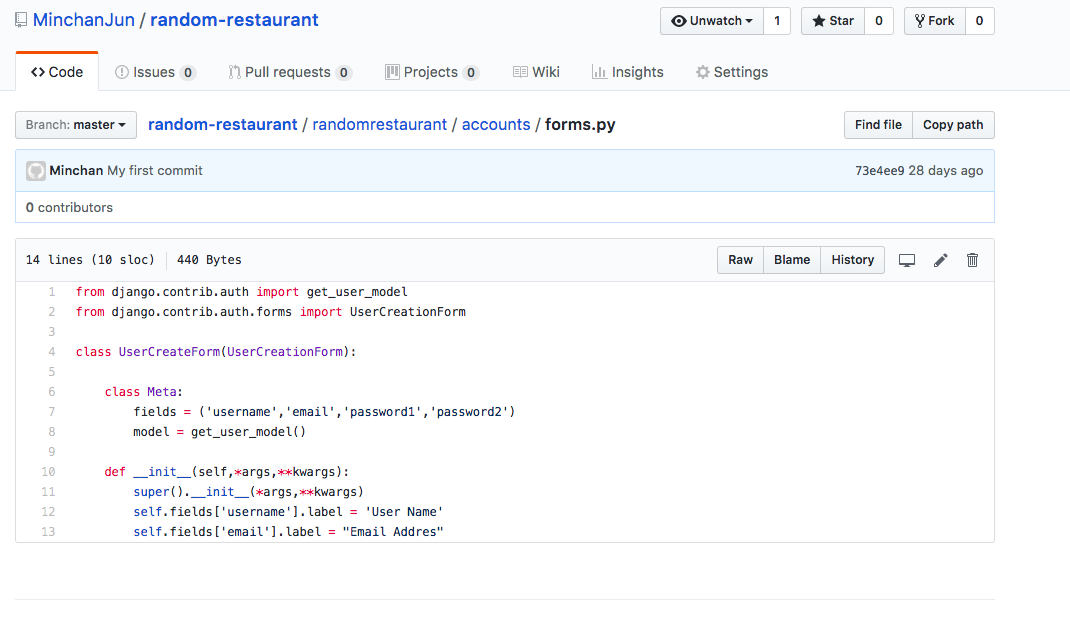 MinchanJun / random-restaurant
Unwatch 1 Star 0 Fork 0
Code Issues 0 Pull requests 0 Projects 0 Wiki Insights Settings
Branch: master random-restaurant / randomrestaurant / accounts / forms.py Find file Copy path
Minchan My first commit 73e4ee9 28 days ago
0 contributors
14 lines (10 sloc) 440 Bytes Raw Blame History
1 from django.contrib.auth import get_user_model
2 from django.contrib.auth.forms import UserCreationForm
3
4 class UserCreateForm(UserCreationForm):
5
6 class Meta:
7 fields = ('username','email','password1','password2')
8 model = get_user_model()
9
10 def __init__(self,*args,**kwargs):
11 super().__init__(*args,**kwargs)
12 self.fields['username'].label = 'User Name'
13 self.fields['email'].label = "Email Addres"